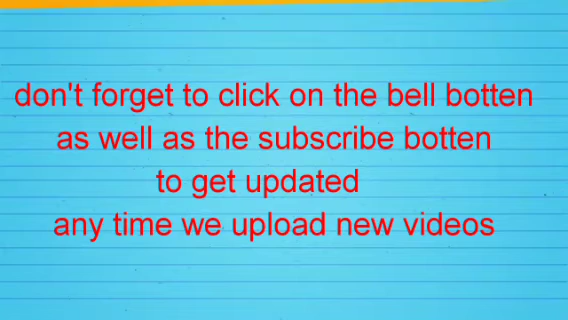 don't forget to click on the bell botten
as well as the subscribe botten
to get updated
any time we upload new videos